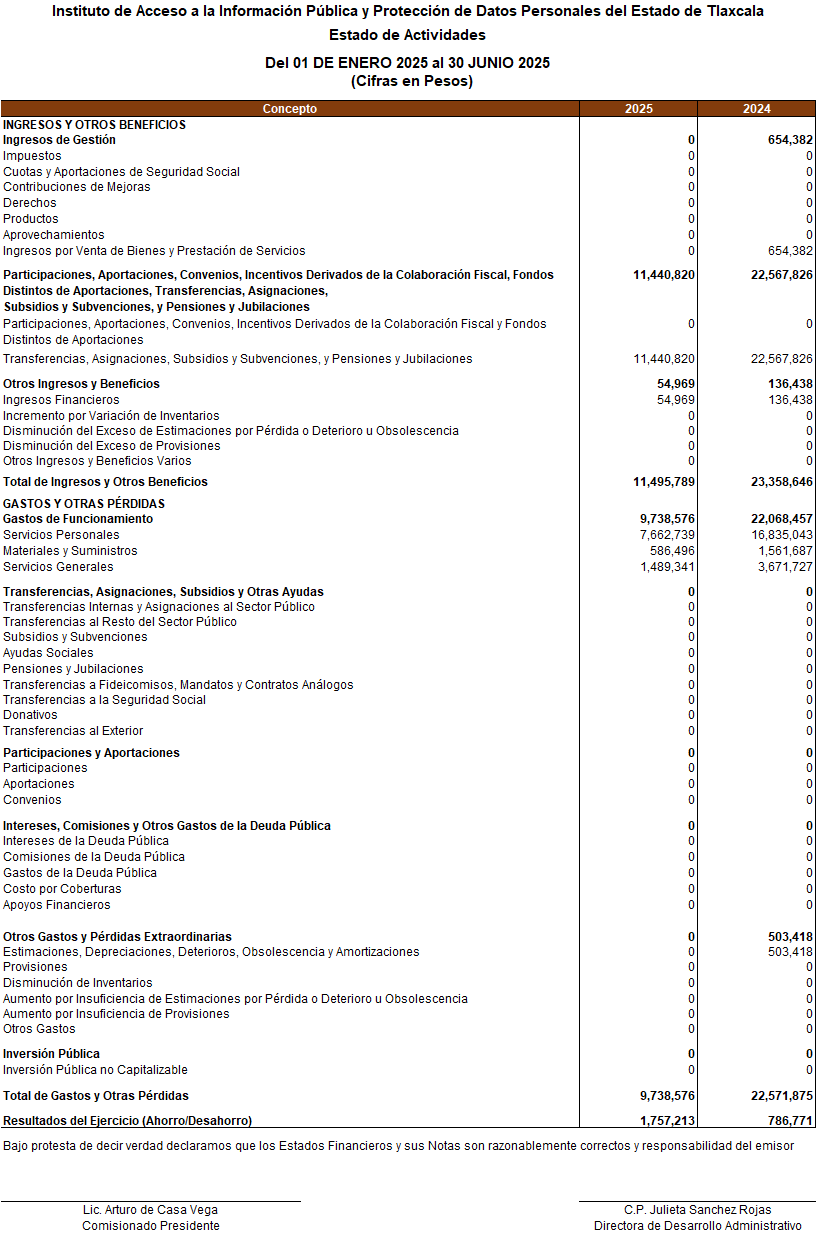 Instituto de Acceso a la Información Pública y Protección de Datos Personales del Estado de Tlaxcala
Estado de Actividades
Del 01 DE ENERO 2025 al 30 JUNIO 2025
(Cifras en Pesos)
Concepto 2025 2024
INGRESOS Y OTROS BENEFICIOS
Ingresos de Gestión 0 654,382
Impuestos 0 0
Cuotas y Aportaciones de Seguridad Social 0 0
Contribuciones de Mejoras 0 0
Derechos 0 0
Productos 0 0
Aprovechamientos 0 0
Ingresos por Venta de Bienes y Prestación de Servicios 0 654,382
Participaciones, Aportaciones, Convenios, Incentivos Derivados de la Colaboración Fiscal, Fondos 11,440,820 22,567,826
Distintos de Aportaciones, Transferencias, Asignaciones,
Subsidios y Subvenciones, y Pensiones y Jubilaciones
Participaciones, Aportaciones, Convenios, Incentivos Derivados de la Colaboración Fiscal y Fondos 0 0
Distintos de Aportaciones
Transferencias, Asignaciones, Subsidios y Subvenciones, y Pensiones y Jubilaciones 11,440,820 22,567,826
Otros Ingresos y Beneficios 54,969 136,438
Ingresos Financieros 54,969 136,438
Incremento por Variación de Inventarios 0 0
Disminución del Exceso de Estimaciones por Pérdida o Deterioro u Obsolescencia 0 0
Disminución del Exceso de Provisiones 0 0
Otros Ingresos y Beneficios Varios 0 0
Total de Ingresos y Otros Beneficios 11,495,789 23,358,646
GASTOS Y OTRAS PÉRDIDAS
Gastos de Funcionamiento 9,738,576 22,068,457
Servicios Personales 7,662,739 16,835,043
Materiales y Suministros 586,496 1,561,687
Servicios Generales 1,489,341 3,671,727
Transferencias, Asignaciones, Subsidios y Otras Ayudas 0 0
Transferencias Internas y Asignaciones al Sector Público 0 0
Transferencias al Resto del Sector Público 0 0
Subsidios y Subvenciones 0 0
Ayudas Sociales 0 0
Pensiones y Jubilaciones 0 0
Transferencias a Fideicomisos, Mandatos y Contratos Análogos 0 0
Transferencias a la Seguridad Social 0 0
Donativos 0 0
Transferencias al Exterior 0 0
Participaciones y Aportaciones 0 0
Participaciones 0 0
Aportaciones 0 0
Convenios 0 0
Intereses, Comisiones y Otros Gastos de la Deuda Pública 0 0
Intereses de la Deuda Pública 0 0
Comisiones de la Deuda Pública 0 0
Gastos de la Deuda Pública 0 0
Costo por Coberturas 0 0
Apoyos Financieros 0 0
Otros Gastos y Pérdidas Extraordinarias 0 503,418
Estimaciones, Depreciaciones, Deterioros, Obsolescencia y Amortizaciones 0 503,418
Provisiones 0 0
Disminución de Inventarios 0 0
Aumento por Insuficiencia de Estimaciones por Pérdida o Deterioro u Obsolescencia 0 0
Aumento por Insuficiencia de Provisiones 0 0
Otros Gastos 0 0
Inversión Pública 0 0
Inversión Pública no Capitalizable 0 0
Total de Gastos y Otras Pérdidas 9,738,576 22,571,875
Resultados del Ejercicio (Ahorro/Desahorro) 1,757,213 786,771
Bajo protesta de decir verdad declaramos que los Estados Financieros y sus Notas son razonablemente correctos y responsabilidad del emisor
Lic. Arturo de Casa Vega C.P. Julieta Sanchez Rojas
Comisionado Presidente Directora de Desarrollo Administrativo